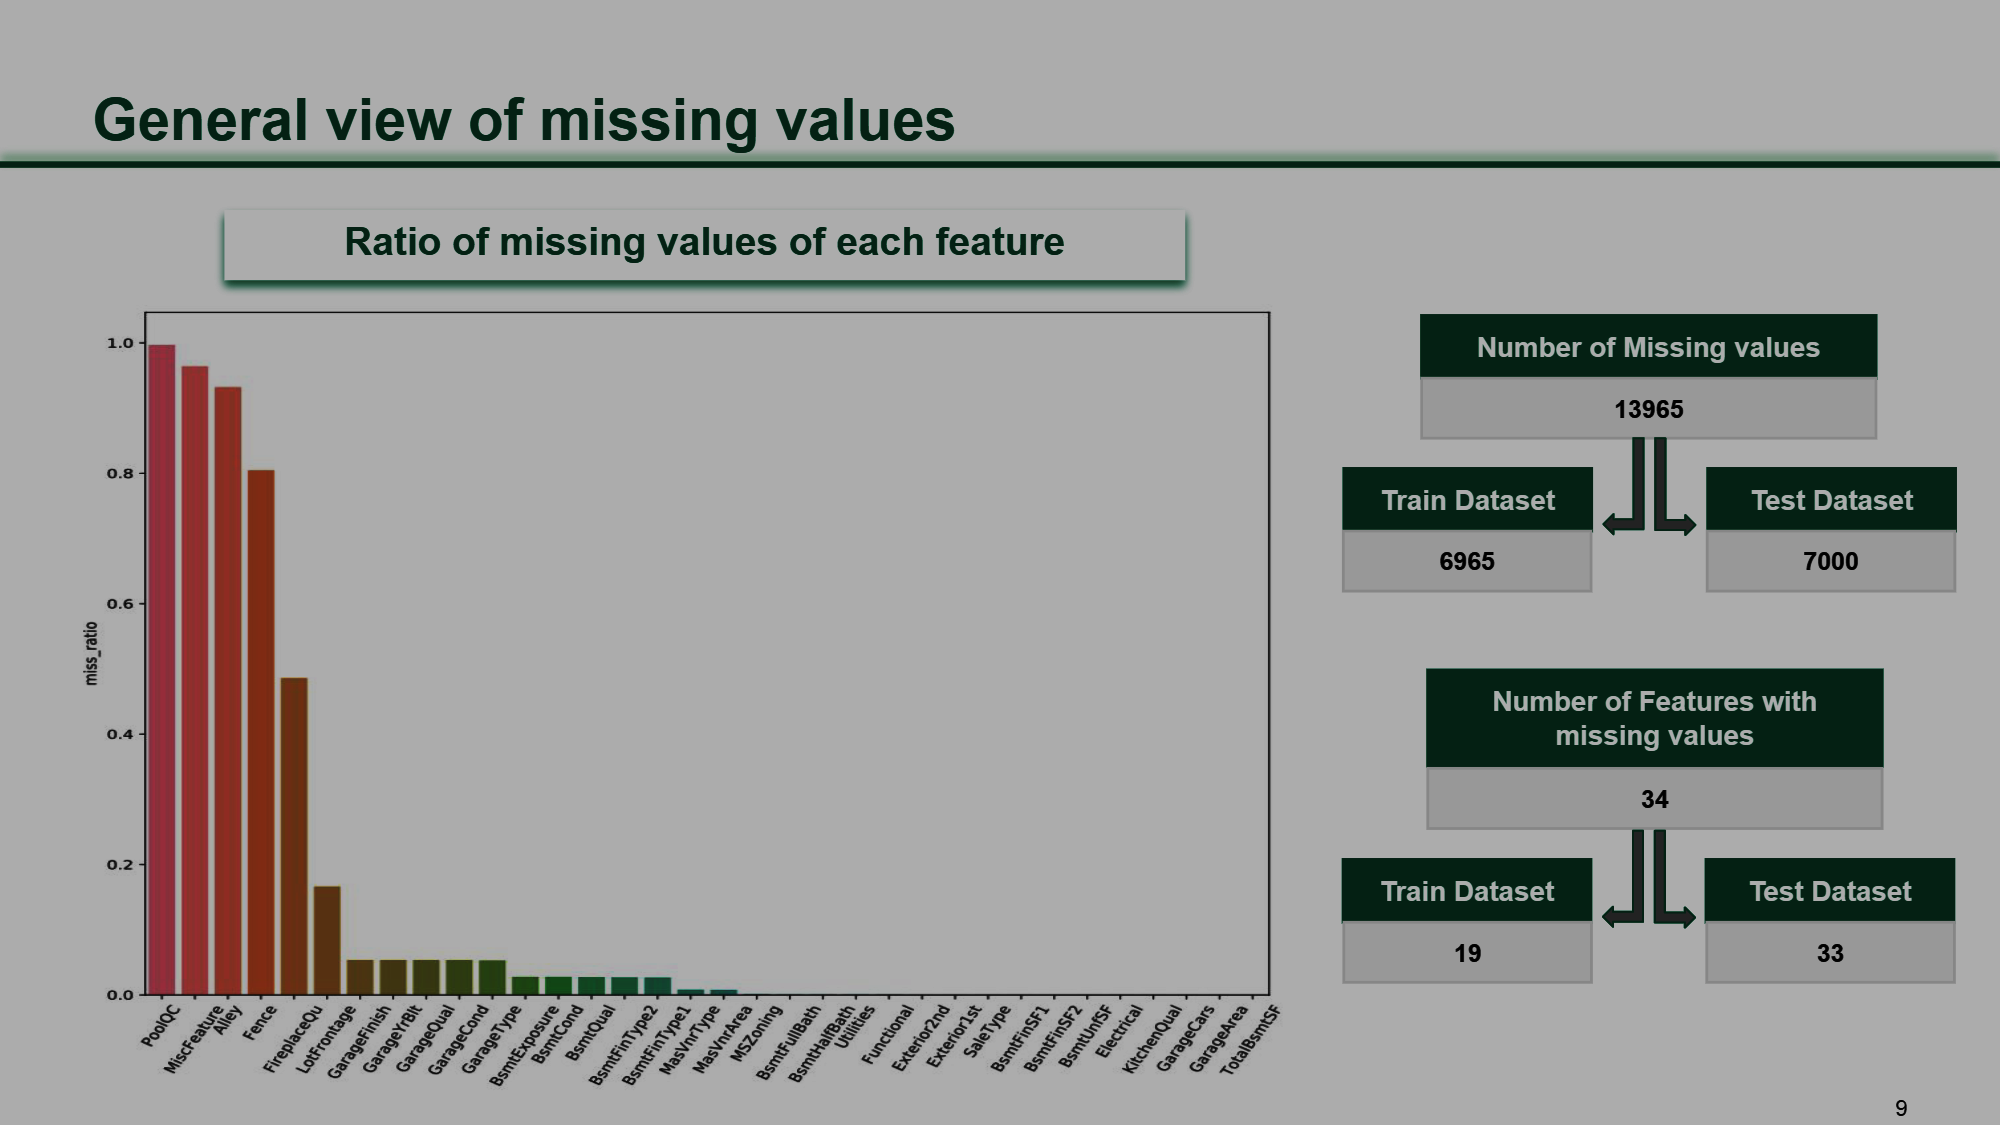 General view of missing values
Ratio of missing values of each feature
1.0
0.8
0.6
0.4
0.2
0.0
miss_ratio
PoolQC
MiscFeature
Alley
Fence
FireplaceQu
LotFrontage
GarageFinish
GarageYrBlt
GarageQual
GarageCond
GarageType
BsmtExposure
BsmtCond
BsmtQual
BsmtFinType2
BsmtFinType1
MasVnrType
MasVnrArea
MSZoning
BsmtFullBath
BsmtHalfBath
Utilities
Functional
Exterior2nd
Exterior1st
SaleType
BsmtFinSF1
BsmtFinSF2
BsmtUnfSF
Electrical
KitchenQual
GarageCars
GarageArea
TotalBsmtSF
Number of Missing values
13965
Train Dataset
6965
Test Dataset
7000
Number of Features with
missing values
34
Train Dataset
19
Test Dataset
33
9